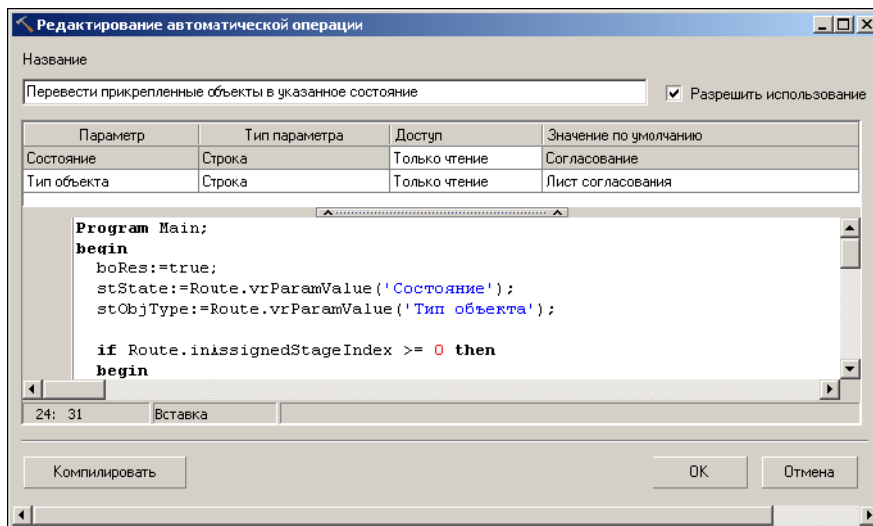 Редактирование автоматической операции
Название
Перевести прикрепленные объекты в указанное состояние
Разрешить использование
Параметр Тип параметра Доступ Значение по умолчанию
Состояние Строка Только чтение Согласование
Тип объекта Строка Только чтение Лист согласования
Program Main;
begin
boRes:=true;
stState:=Route.vrParamValue('Состояние');
stObjType:=Route.vrParamValue('Тип объекта');
if Route.inAssignedStageIndex >= 0 then
begin
24: 31 Вставка
Компилировать OK Отмена